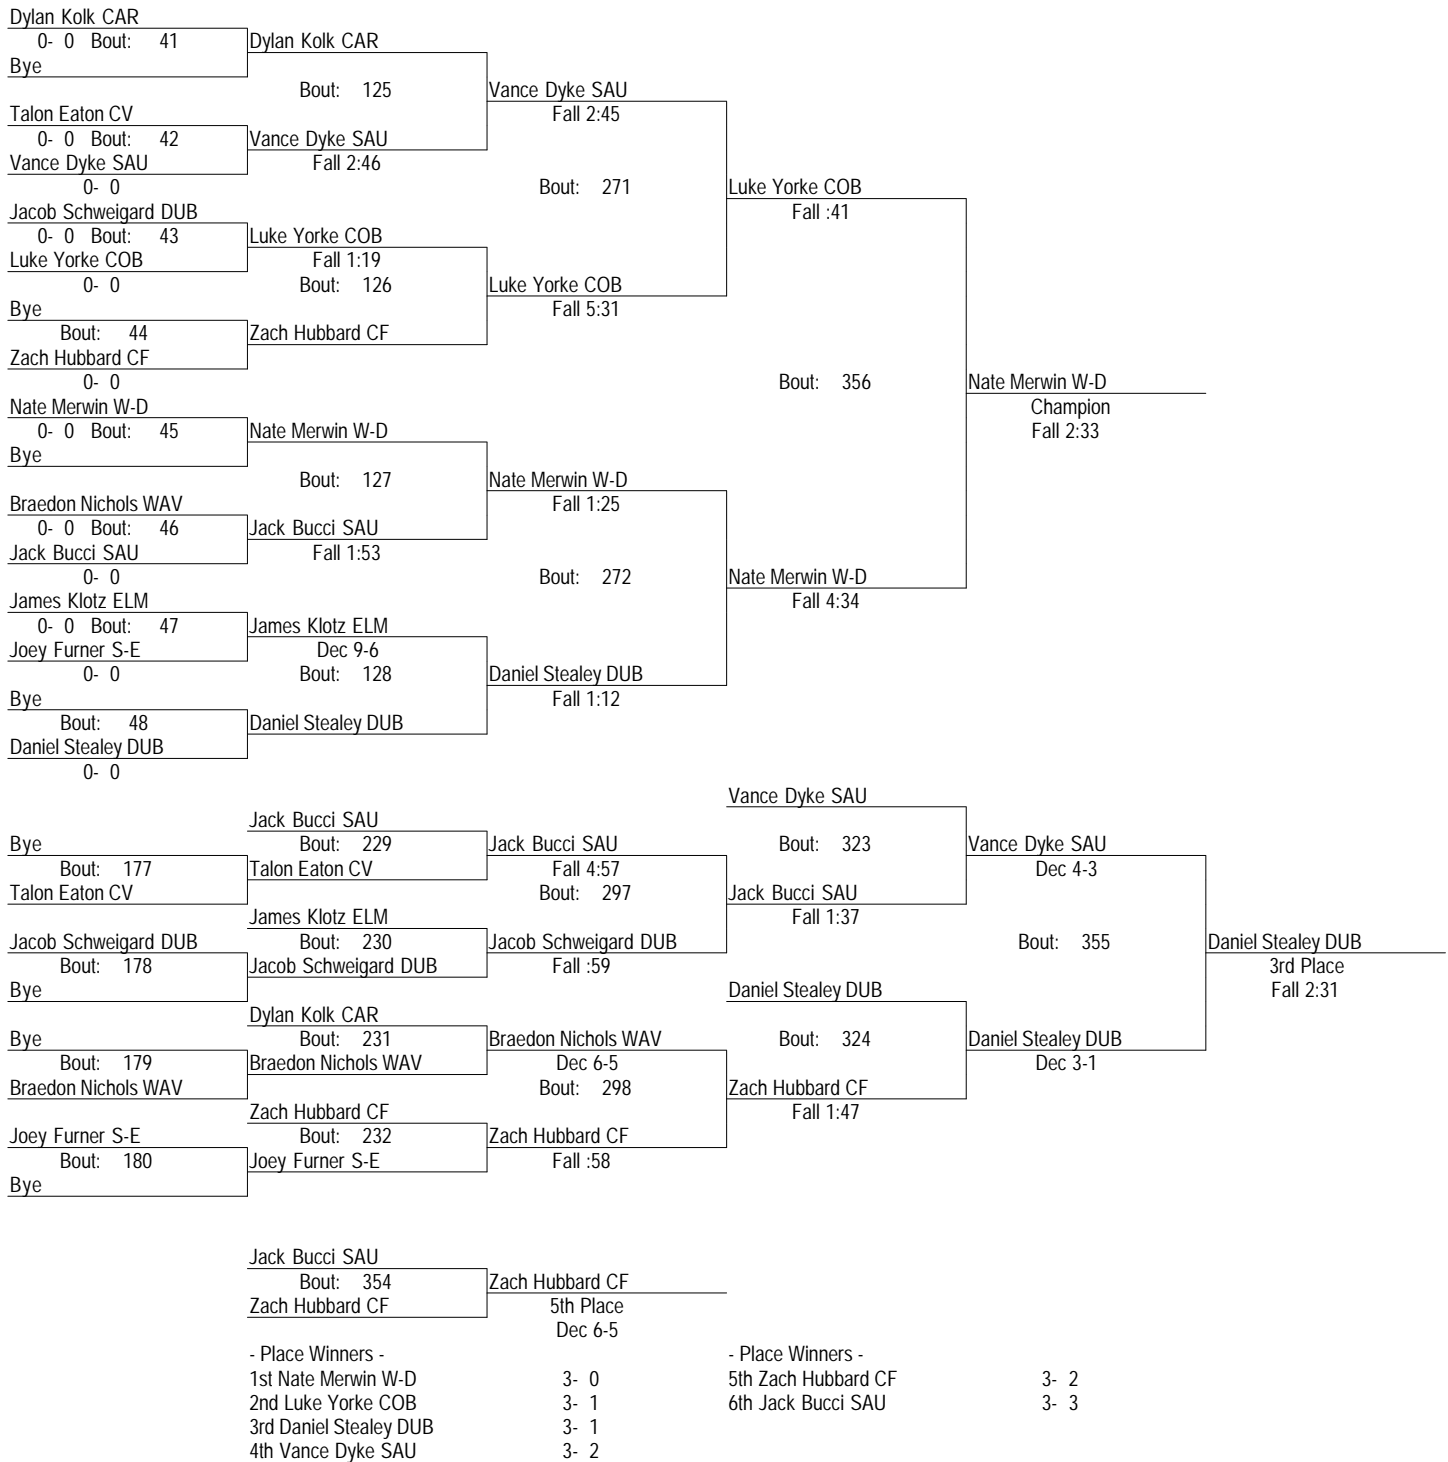 Dylan Kolk CAR
0- 0 Bout: 41 Dylan Kolk CAR
Bye
Bout: 125 Vance Dyke SAU
Talon Eaton CV Fall 2:45
0- 0 Bout: 42 Vance Dyke SAU
Vance Dyke SAU Fall 2:46
0- 0 Bout: 271 Luke Yorke COB
Jacob Schweigard DUB Fall :41
0- 0 Bout: 43 Luke Yorke COB
Luke Yorke COB Fall 1:19
0- 0 Bout: 126 Luke Yorke COB
Bye Fall 5:31
Bout: 44 Zach Hubbard CF
Zach Hubbard CF
0- 0 Bout: 356 Nate Merwin W-D
Nate Merwin W-D Champion
0- 0 Bout: 45 Nate Merwin W-D Fall 2:33
Bye
Bout: 127 Nate Merwin W-D
Braedon Nichols WAV Fall 1:25
0- 0 Bout: 46 Jack Bucci SAU
Jack Bucci SAU Fall 1:53
0- 0 Bout: 272 Nate Merwin W-D
James Klotz ELM Fall 4:34
0- 0 Bout: 47 James Klotz ELM
Joey Furner S-E Dec 9-6
0- 0 Bout: 128 Daniel Stealey DUB
Bye Fall 1:12
Bout: 48 Daniel Stealey DUB
Daniel Stealey DUB
0- 0
Vance Dyke SAU
Jack Bucci SAU
Bye Bout: 229 Jack Bucci SAU Bout: 323 Vance Dyke SAU
Bout: 177 Talon Eaton CV Fall 4:57 Dec 4-3
Talon Eaton CV Bout: 297 Jack Bucci SAU
James Klotz ELM Fall 1:37
Jacob Schweigard DUB Bout: 230 Jacob Schweigard DUB Bout: 355 Daniel Stealey DUB
Bout: 178 Jacob Schweigard DUB Fall :59 3rd Place
Bye Daniel Stealey DUB Fall 2:31
Dylan Kolk CAR
Bye Bout: 231 Braedon Nichols WAV Bout: 324 Daniel Stealey DUB
Bout: 179 Braedon Nichols WAV Dec 6-5 Dec 3-1
Braedon Nichols WAV Bout: 298 Zach Hubbard CF
Zach Hubbard CF Fall 1:47
Joey Furner S-E Bout: 232 Zach Hubbard CF
Bout: 180 Joey Furner S-E Fall :58
Bye
Jack Bucci SAU
Bout: 354 Zach Hubbard CF
Zach Hubbard CF 5th Place
Dec 6-5
- Place Winners - - Place Winners -
1st Nate Merwin W-D 3- 0 5th Zach Hubbard CF 3- 2
2nd Luke Yorke COB 3- 1 6th Jack Bucci SAU 3- 3
3rd Daniel Stealey DUB 3- 1
4th Vance Dyke SAU 3- 2